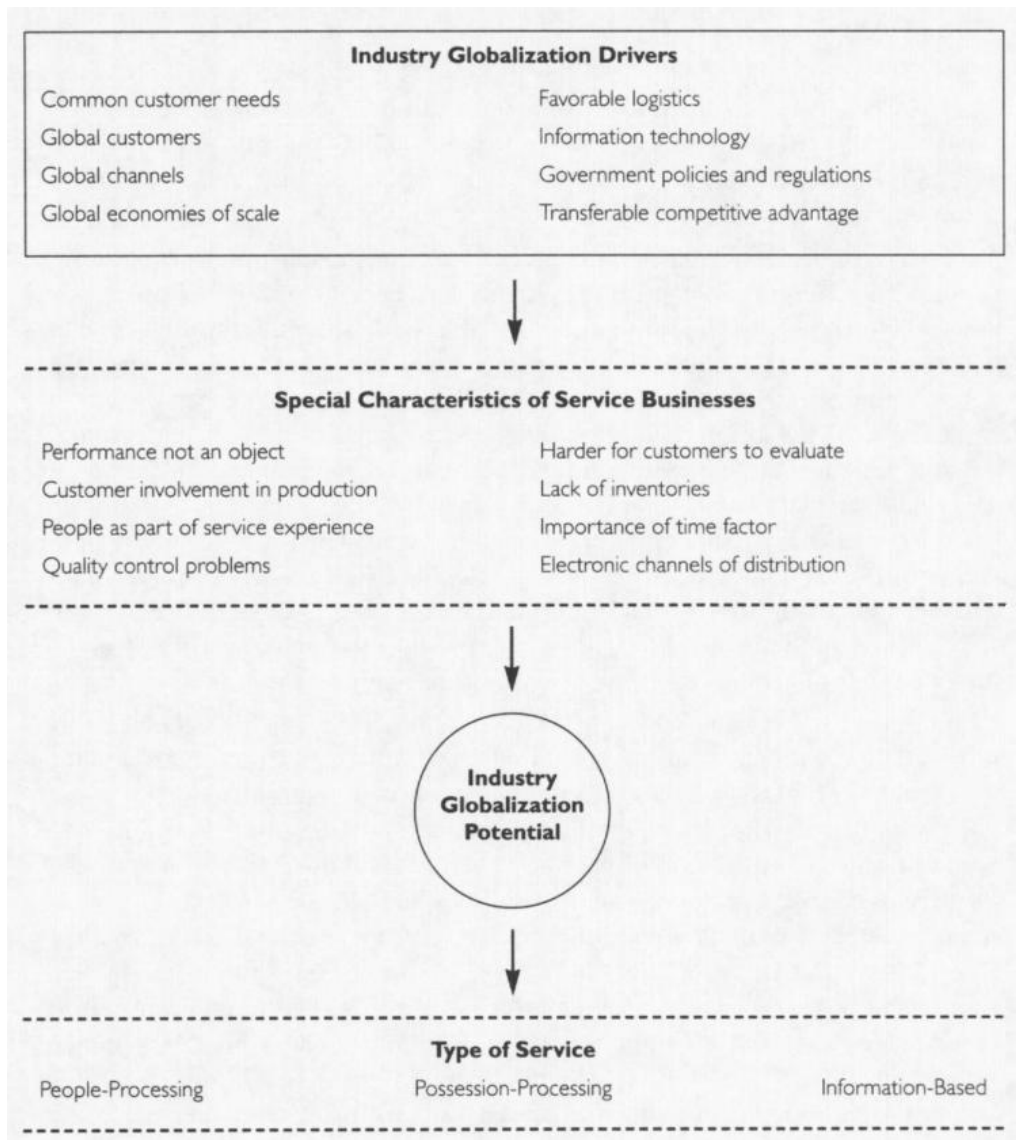 Industry Globalization Drivers
Common customer needs
Global customers
Global channels
Global economies of scale
Favorable logistics
Information technology
Government policies and regulations
Transferable competitive advantage
Special Characteristics of Service Businesses
Performance not an object
Customer involvement in production
People as part of service experience
Quality control problems
Harder for customers to evaluate
Lack of inventories
Importance of time factor
Electronic channels of distribution
Industry
Globalization
Potential
Type of Service
People-Processing
Possession-Processing
Information-Based